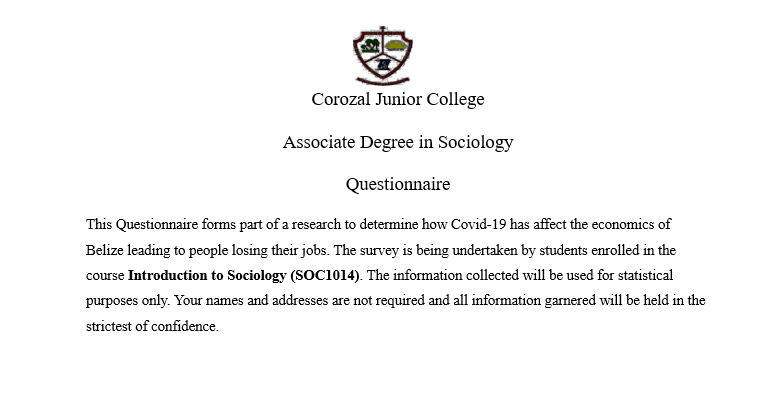 Corozal Junior College
Associate Degree in Sociology
Questionnaire
This Questionnaire forms part of a research to determine how Covid-19 has affect the economics of
Belize leading to people losing their jobs. The survey is being undertaken by students enrolled in the
course Introduction to Sociology (SOC1014). The information collected will be used for statistical
purposes only. Your names and addresses are not required and all information garnered will be held in the
strictest of confidence.